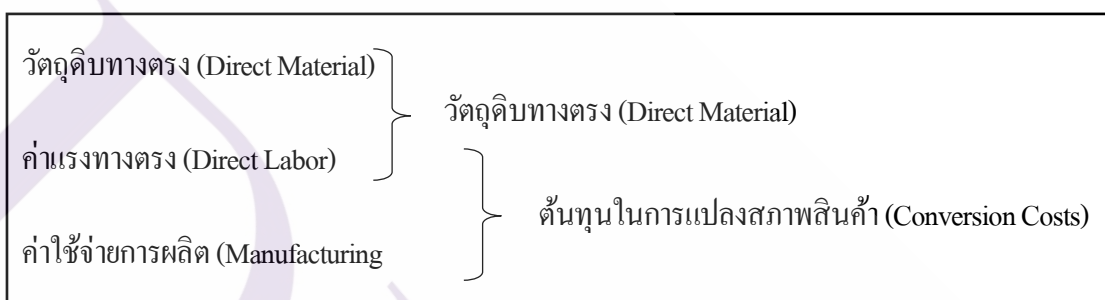 วัตถุดิบทางตรง (Direct Material)
วัตถุดิบทางตรง (Direct Material)
ค่าแรงทางตรง (Direct Labor)
ต้นทุนในการแปลงสภาพสินค้า (Conversion Costs)
ค่าใช้จ่ายการผลิต (Manufacturing